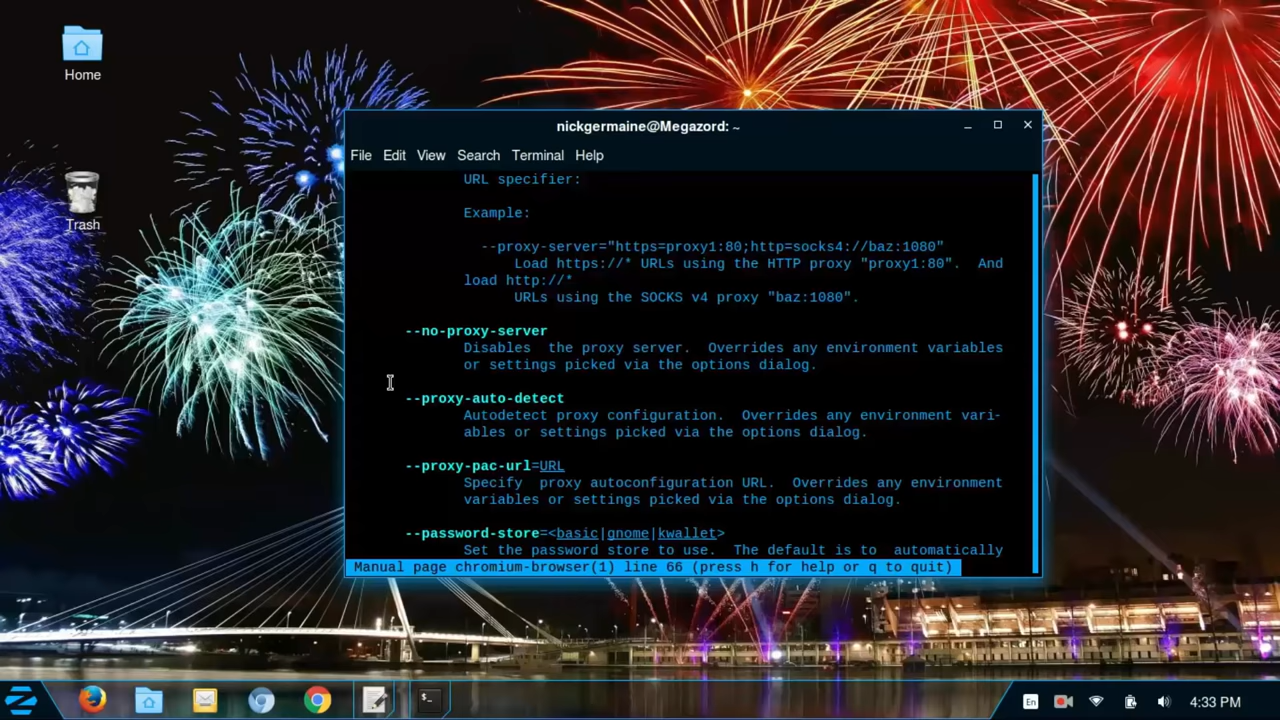 Home
Trash
nickgermaine@Megazord: ~
File Edit View Search Terminal Help
URL specifier:
Example:
--proxy-server="https=proxy1:80;http=socks4://baz:1080"
Load https://* URLs using the HTTP proxy "proxy1:80". And
load http://*
URLs using the SOCKS v4 proxy "baz:1080".
--no-proxy-server
Disables the proxy server. Overrides any environment variables
or settings picked via the options dialog.
--proxy-auto-detect
Autodetect proxy configuration. Overrides any environment vari-
ables or settings picked via the options dialog.
--proxy-pac-url=URL
Specify proxy autoconfiguration URL. Overrides any environment
variables or settings picked via the options dialog.
--password-store=<basic|gnome|kwallet>
Set the password store to use. The default is to automatically
Manual page chromium-browser(1) line 66 (press h for help or q to quit)
$_
En
4:33 PM